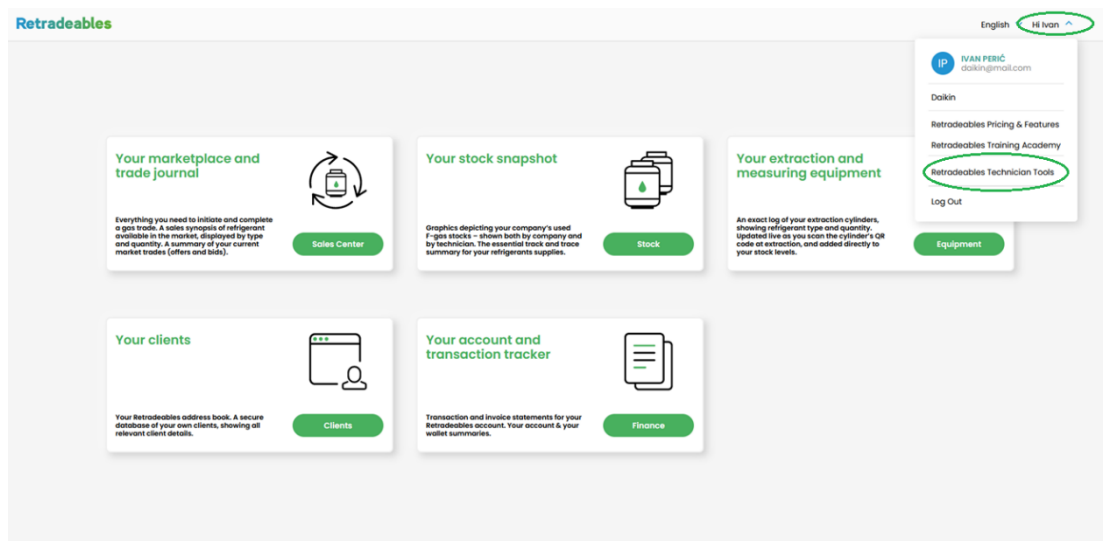 Retradeables
English
Hi Ivan
IP
IVAN PERIĆ
daikin@mail.com
Daikin
Retradeables Pricing & Features
Retradeables Training Academy
Retradeables Technician Tools
Log Out
Your marketplace and
trade journal
Everything you need to initiate and complete
a gas trade. A sales synopsis of refrigerant
available in the market, displayed by type
and quantity. A summary of your current
market trades (offers and bids).
Sales Center
Your stock snapshot
Graphics depicting your company's used
F-gas stocks – shown both by company and
by technician. The essential track and trace
summary for your refrigerants supplies.
Stock
Your extraction and
measuring equipment
An exact log of your extraction cylinders,
showing refrigerant type and quantity.
Updated live as you scan the cylinder's QR
code at extraction, and added directly to
your stock levels.
Equipment
Your clients
Your Retradeables address book. A secure
database of your own clients, showing all
relevant client details.
Clients
Your account and
transaction tracker
Transaction and invoice statements for your
Retradeables account. Your account & your
wallet summaries.
Finance